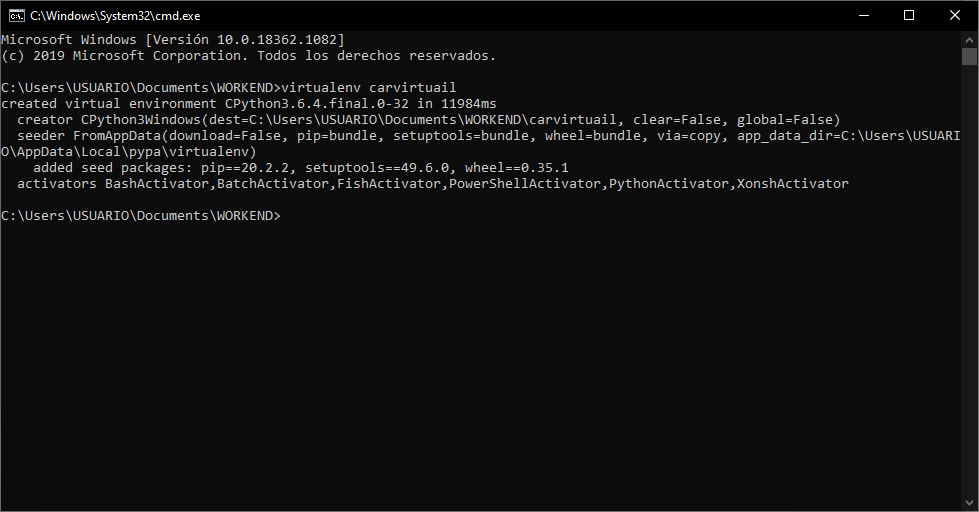 C:\Windows\System32\cmd.exe
Microsoft Windows [Versión 10.0.18362.1082]
(c) 2019 Microsoft Corporation. Todos los derechos reservados.
C:\Users\USUARIO\Documents\WORKEND>virtualenv carvirtuail
created virtual environment CPython3.6.4.final.0-32 in 11984ms
  creator CPython3Windows(dest=C:\Users\USUARIO\Documents\WORKEND\carvirtuail, clear=False, global=False)
  seeder FromAppData(download=False, pip=bundle, setuptools=bundle, wheel=bundle, via=copy, app_data_dir=C:\Users\USUARI
O\AppData\Local\pypa\virtualenv)
    added seed packages: pip==20.2.2, setuptools==49.6.0, wheel==0.35.1
  activators BashActivator,BatchActivator,FishActivator,PowerShellActivator,PythonActivator,XonshActivator
C:\Users\USUARIO\Documents\WORKEND>